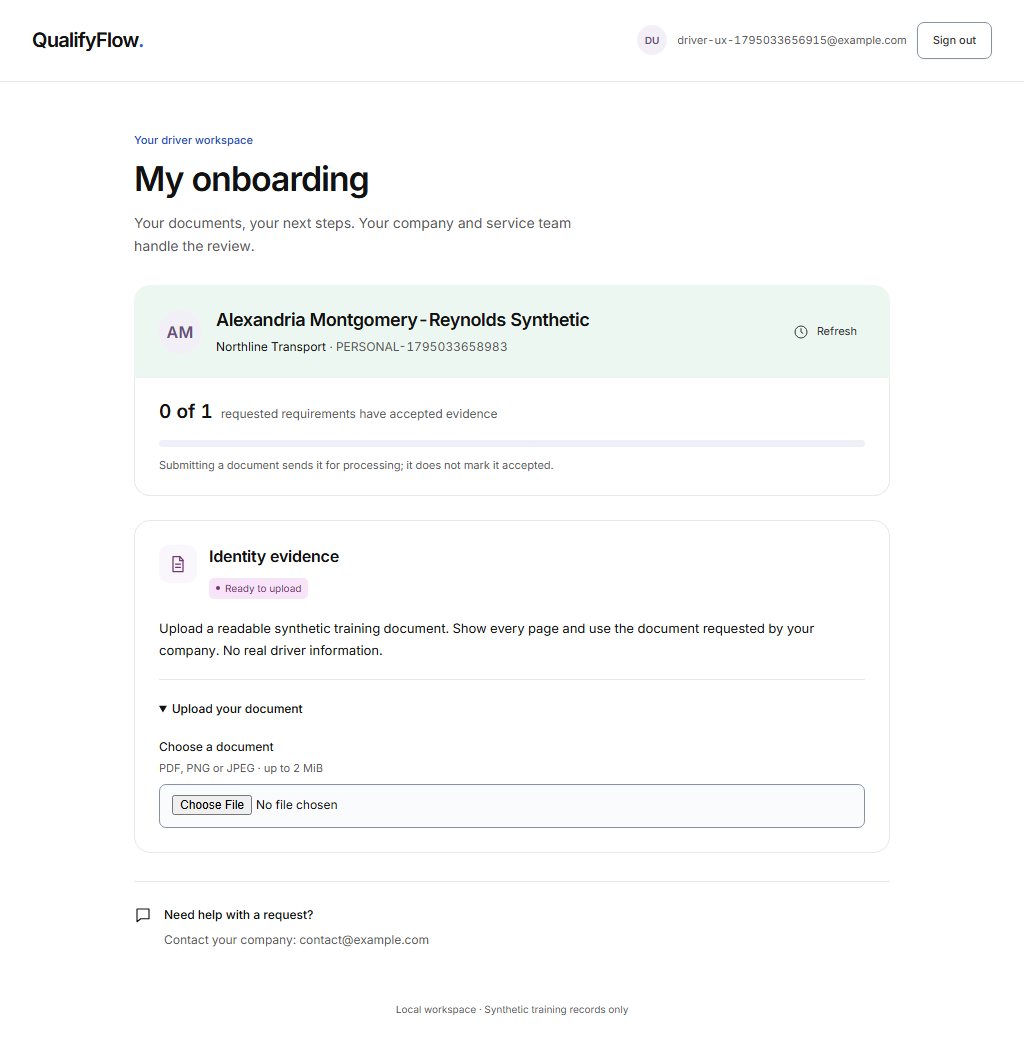 QualifyFlow.
DU
driver-ux-1795033656915@example.com
Sign out
Your driver workspace
My onboarding
Your documents, your next steps. Your company and service team
handle the review.
AM
Alexandria Montgomery-Reynolds Synthetic
Northline Transport · PERSONAL-1795033658983
Refresh
0 of 1 requested requirements have accepted evidence
Submitting a document sends it for processing; it does not mark it accepted.
Identity evidence
Ready to upload
Upload a readable synthetic training document. Show every page and use the document requested by your
company. No real driver information.
Upload your document
Choose a document
PDF, PNG or JPEG · up to 2 MiB
Choose File No file chosen
Need help with a request?
Contact your company: contact@example.com
Local workspace · Synthetic training records only